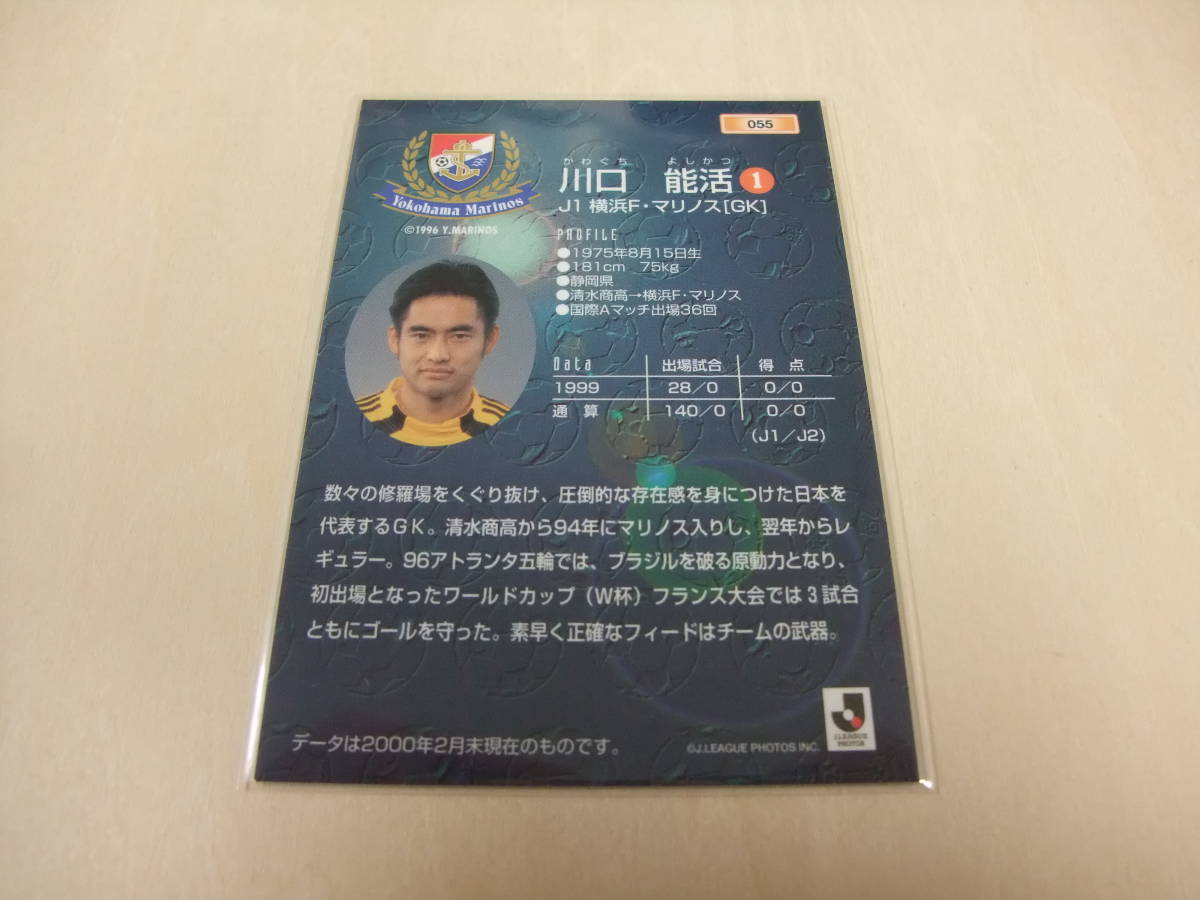 055
かわぐち よしかつ
川口 能活 1
J1 横浜F・マリノス[GK]
Yokohama Marinos
©1996 Y.MARINOS
PROFILE
●1975年8月15日生
●181cm 75kg
●静岡県
●清水商高→横浜F・マリノス
●国際Aマッチ出場36回
Data 出場試合 得 点
1999 28/0 0/0
通 算 140/0 0/0
(J1/J2)
数々の修羅場をくぐり抜け、圧倒的な存在感を身につけた日本を
代表するGK。清水商高から94年にマリノス入りし、翌年からレ
ギュラー。96アトランタ五輪では、ブラジルを破る原動力となり、
初出場となったワールドカップ(W杯)フランス大会では3試合
ともにゴールを守った。素早く正確なフィードはチームの武器。
データは2000年2月末現在のものです。
©J.LEAGUE PHOTOS INC.
J.LEAGUE
PHOTOS